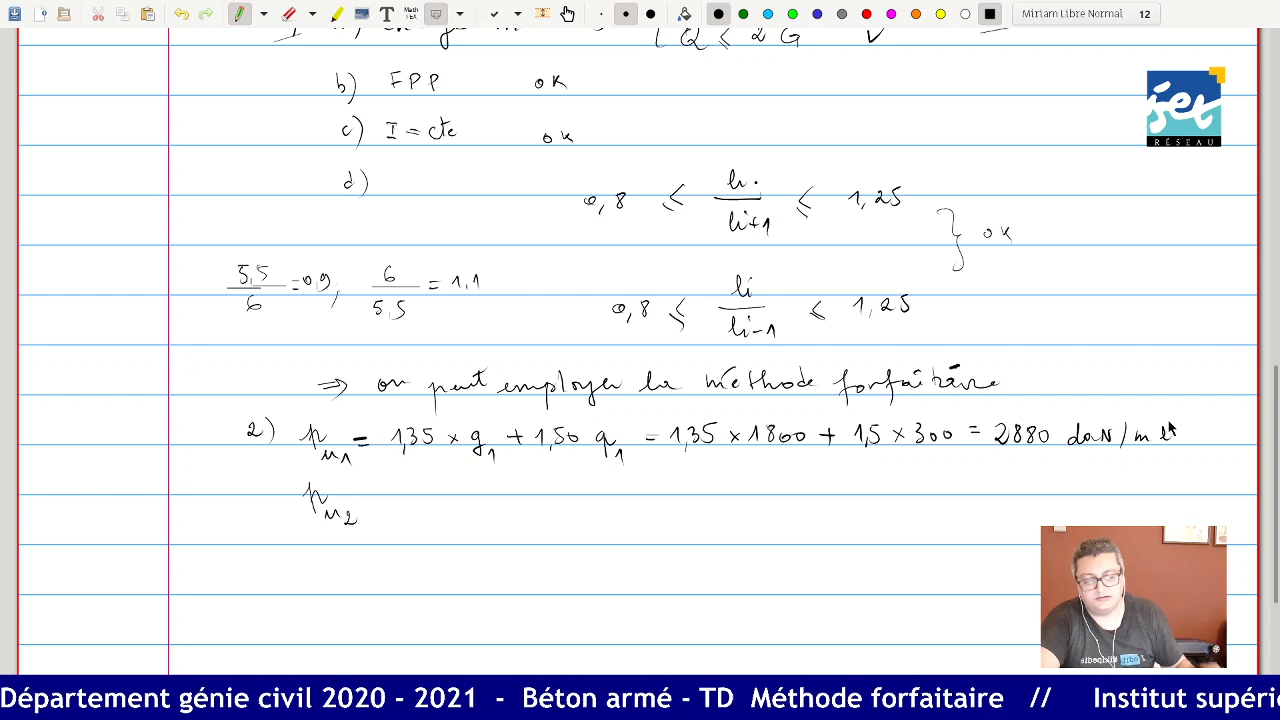 Miriam Libre Normal 12
Q ≤ 2 G
b) FPP ok
c) I = cte ok
d) 0,8 ≤ li / li+1 ≤ 1,25
} ok
5,5 / 6 = 0,9 ; 6 / 5,5 = 1,1 0,8 ≤ li / li-1 ≤ 1,25
⇒ on peut employer la méthode forfaitaire
2) pu1 = 1,35 × g1 + 1,50 q1 = 1,35 × 1800 + 1,5 × 300 = 2880 daN/m
pu2
iset
RÉSEAU
Département génie civil 2020 - 2021 - Béton armé - TD Méthode forfaitaire // Institut supéri